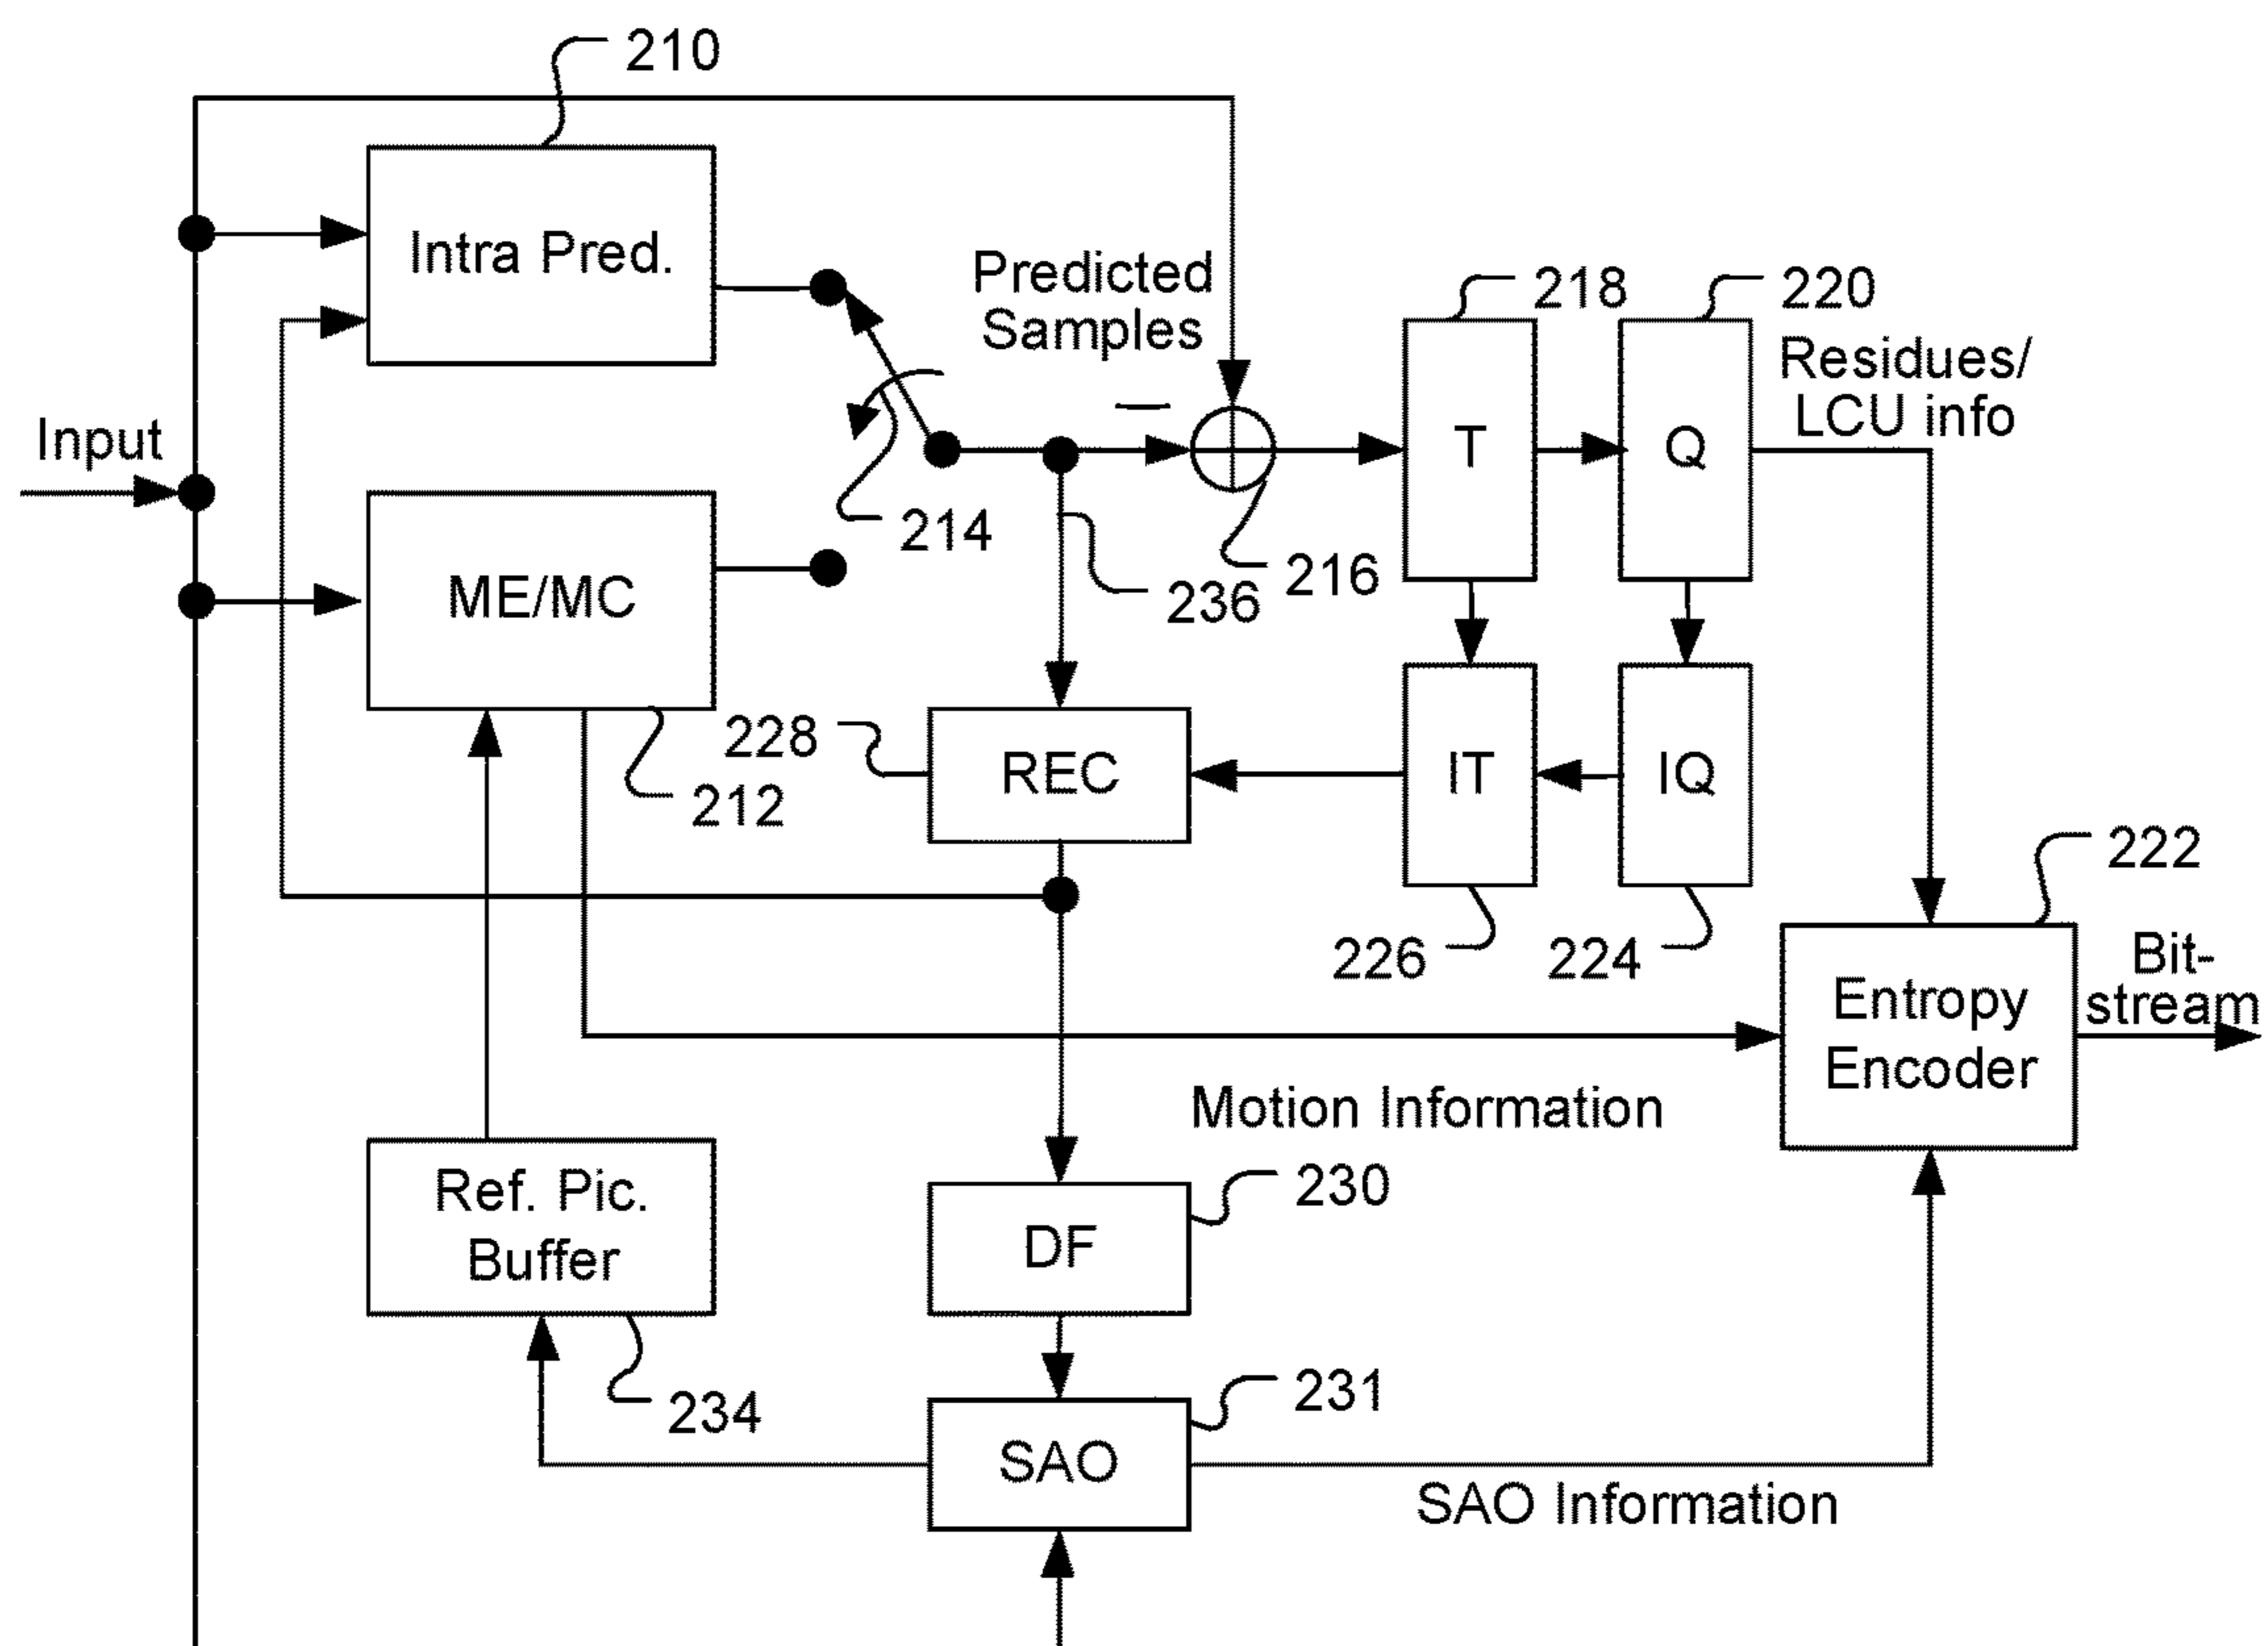 210
Intra Pred.
Predicted
Samples
218
220
Residues/
LCU info
Input
T
Q
214
ME/MC
236
216
228
REC
IT
IQ
212
222
226
224
Bit-
stream
Entropy
Encoder
Motion Information
Ref. Pic.
Buffer
230
DF
234
231
SAO
SAO Information